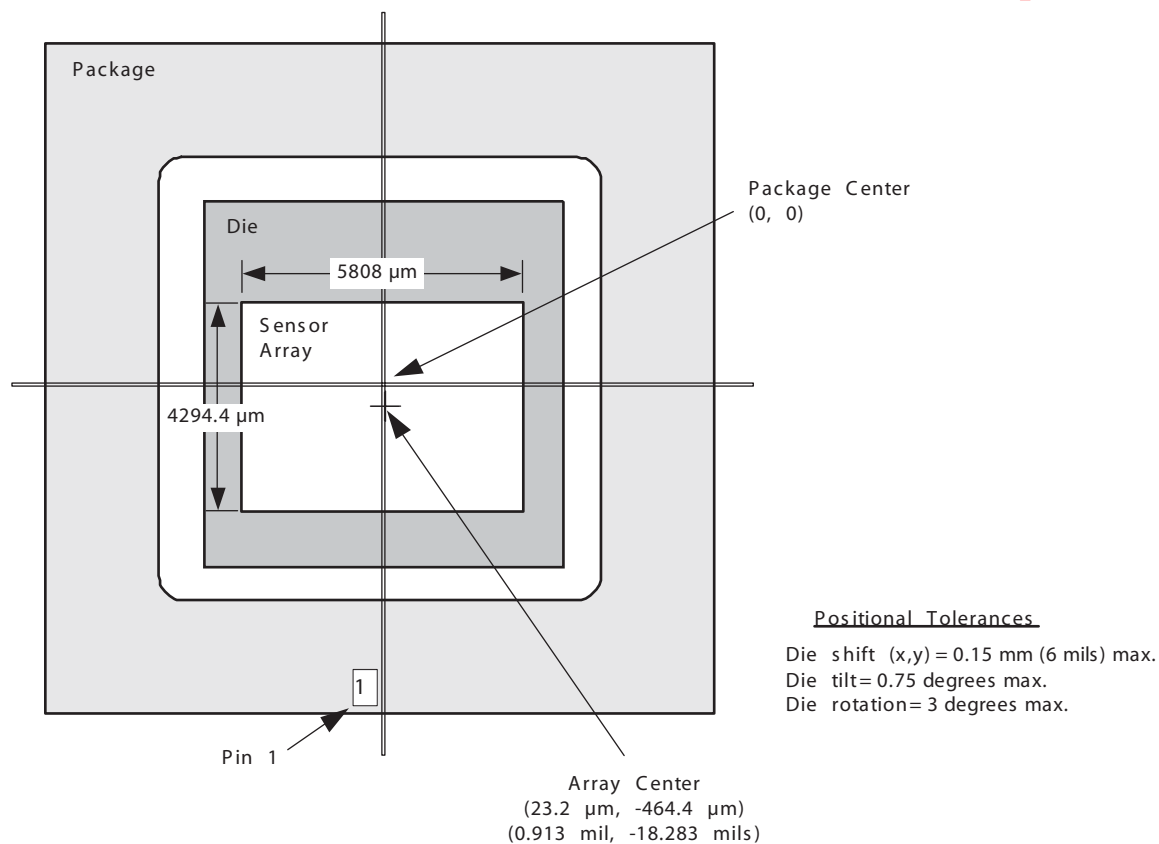 Package
Package Center
(0, 0)
Die
5808 µm
Sensor
Array
4294.4 µm
1
Pin 1
Positional Tolerances
Die shift (x,y) = 0.15 mm (6 mils) max.
Die tilt = 0.75 degrees max.
Die rotation = 3 degrees max.
Array Center
(23.2 µm, -464.4 µm)
(0.913 mil, -18.283 mils)